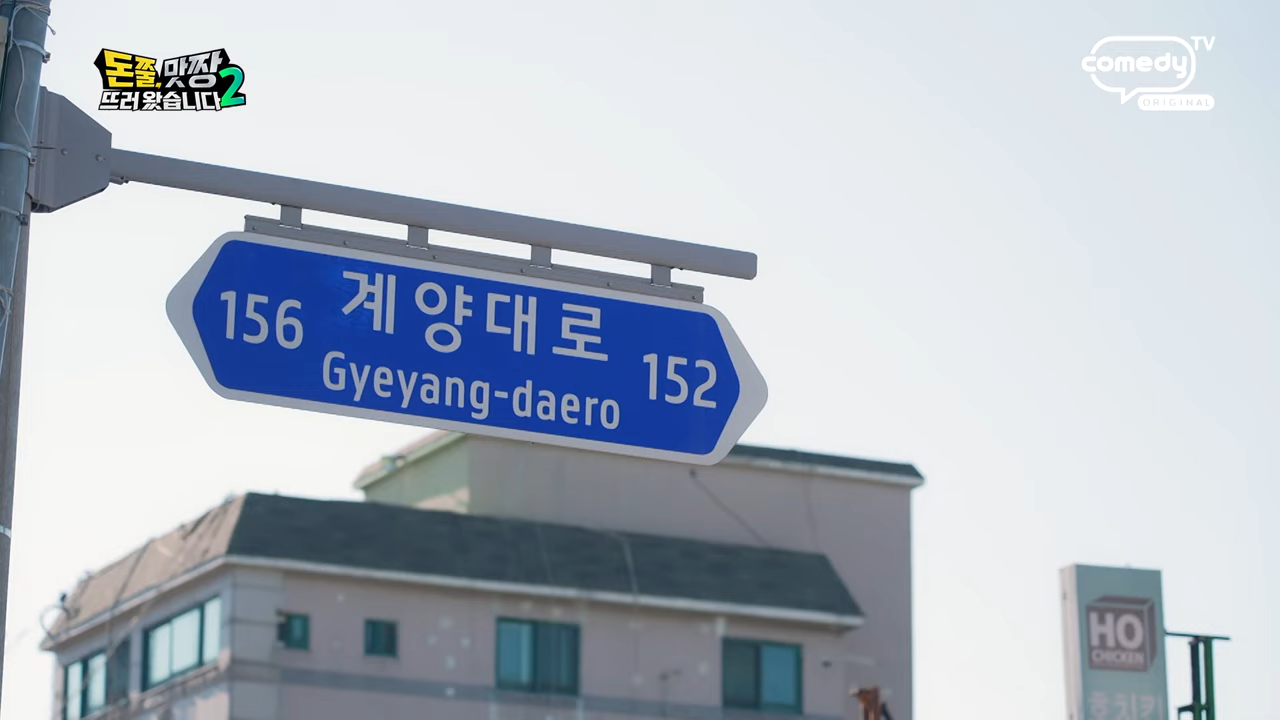 돈쭐, 맛짱
뜨러 왔습니다 2
comedy TV
ORIGINAL
156 계양대로 152
Gyeyang-daero
HO
CHICKEN